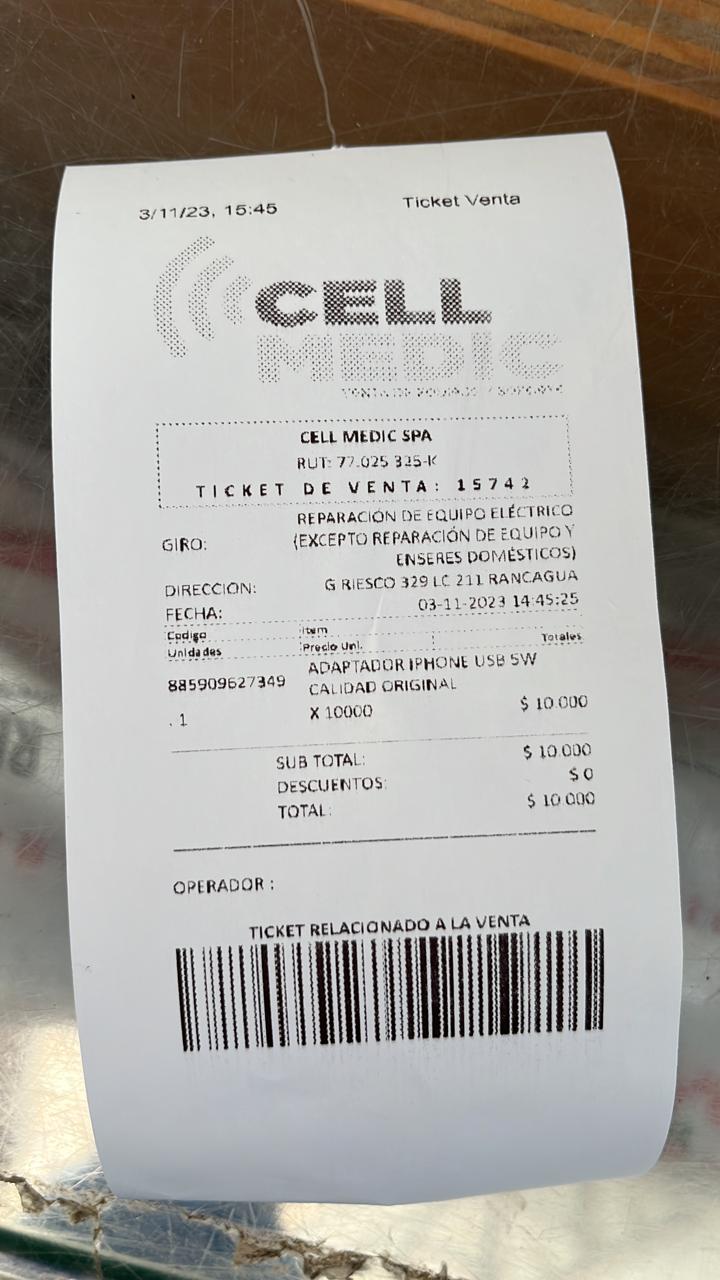 3/11/23, 15:45 Ticket Venta
CELL
MEDIC
VENTA DE
CELL MEDIC SPA
RUT: 77.025 325-K
TICKET DE VENTA: 15742
GIRO: REPARACIÓN DE EQUIPO ELÉCTRICO
(EXCEPTO REPARACIÓN DE EQUIPO Y
ENSERES DOMÉSTICOS)
DIRECCION: G RIESCO 329 LC 211 RANCAGUA
FECHA: 03-11-2023 14:45:25
Codigo Item
Unidades Precio Uni. Totales
885909627349 ADAPTADOR IPHONE USB 5W
CALIDAD ORIGINAL
. 1 X 10000 $ 10.000
SUB TOTAL: $ 10.000
DESCUENTOS: $ 0
TOTAL: $ 10.000
OPERADOR :
TICKET RELACIONADO A LA VENTA